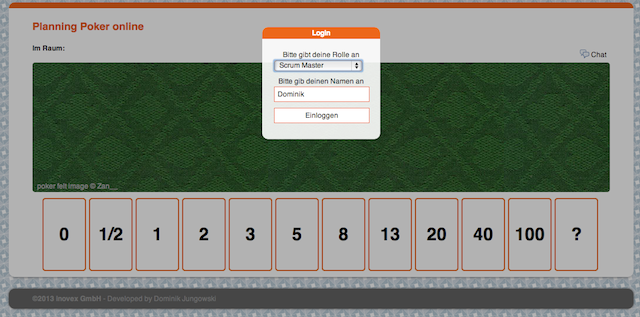 Planning Poker online
Im Raum:
Chat
Login
Bitte gibt deine Rolle an
Scrum Master
Bitte gib deinen Namen an
Dominik
Einloggen
poker felt image © Zen__
0 1/2 1 2 3 5 8 13 20 40 100 ?
©2013 inovex GmbH - Developed by Dominik Jungowski